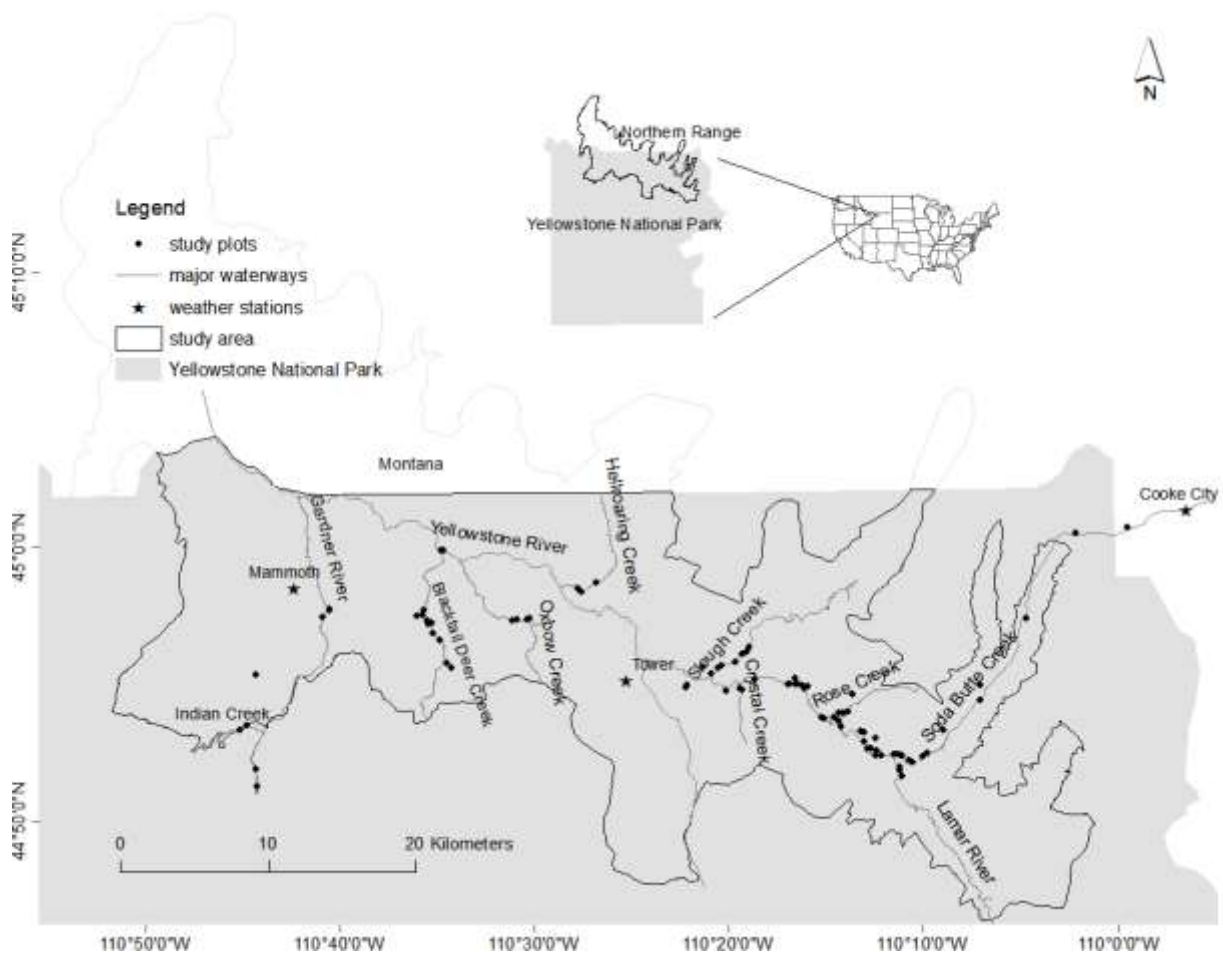 N
Northern Range
Yellowstone National Park
Legend
study plots
major waterways
weather stations
study area
Yellowstone National Park
45°10'0"N
45°0'0"N
44°50'0"N
Montana
Cooke City
Hellroaring Creek
Gardner River
Yellowstone River
Mammoth
Blacktail Deer Creek
Oxbow Creek
Slough Creek
Tower
Crystal Creek
Rose Creek
Soda Butte Creek
Indian Creek
Lamar River
0 10 20 Kilometers
110°50'0"W 110°40'0"W 110°30'0"W 110°20'0"W 110°10'0"W 110°0'0"W